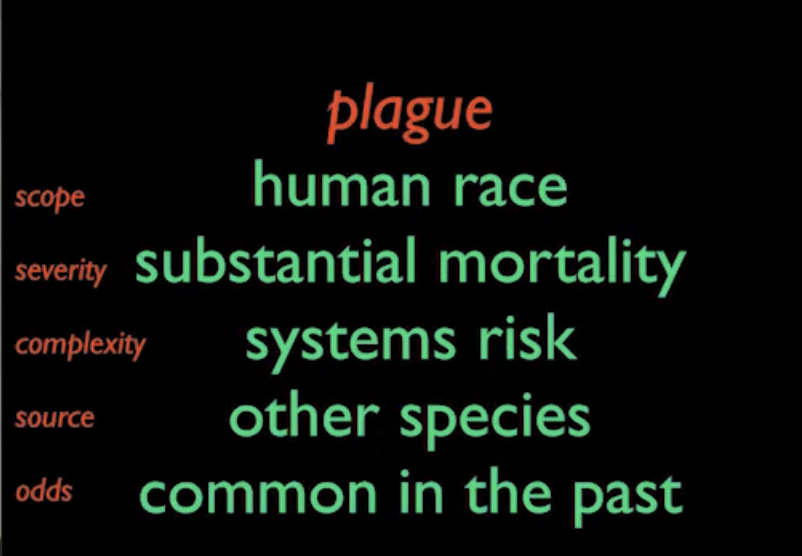 plague
scope human race
severity substantial mortality
complexity systems risk
source other species
odds common in the past